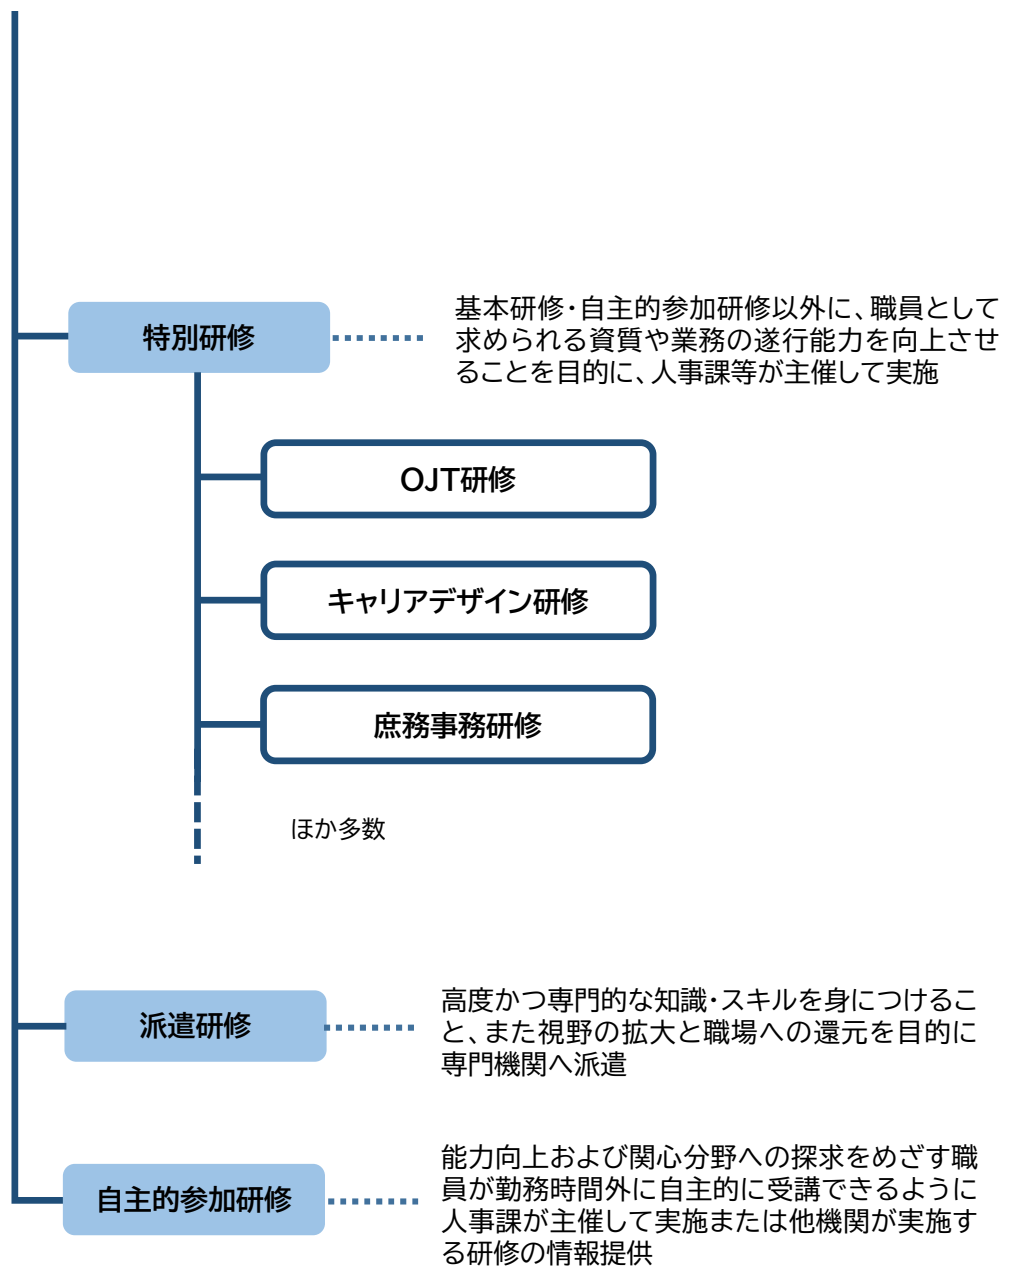 特別研修
基本研修・自主的参加研修以外に、職員として
求められる資質や業務の遂行能力を向上させ
ることを目的に、人事課等が主催して実施
OJT研修
キャリアデザイン研修
庶務事務研修
ほか多数
派遣研修
高度かつ専門的な知識・スキルを身につけるこ
と、また視野の拡大と職場への還元を目的に
専門機関へ派遣
自主的参加研修
能力向上および関心分野への探求をめざす職
員が勤務時間外に自主的に受講できるように
人事課が主催して実施または他機関が実施す
る研修の情報提供